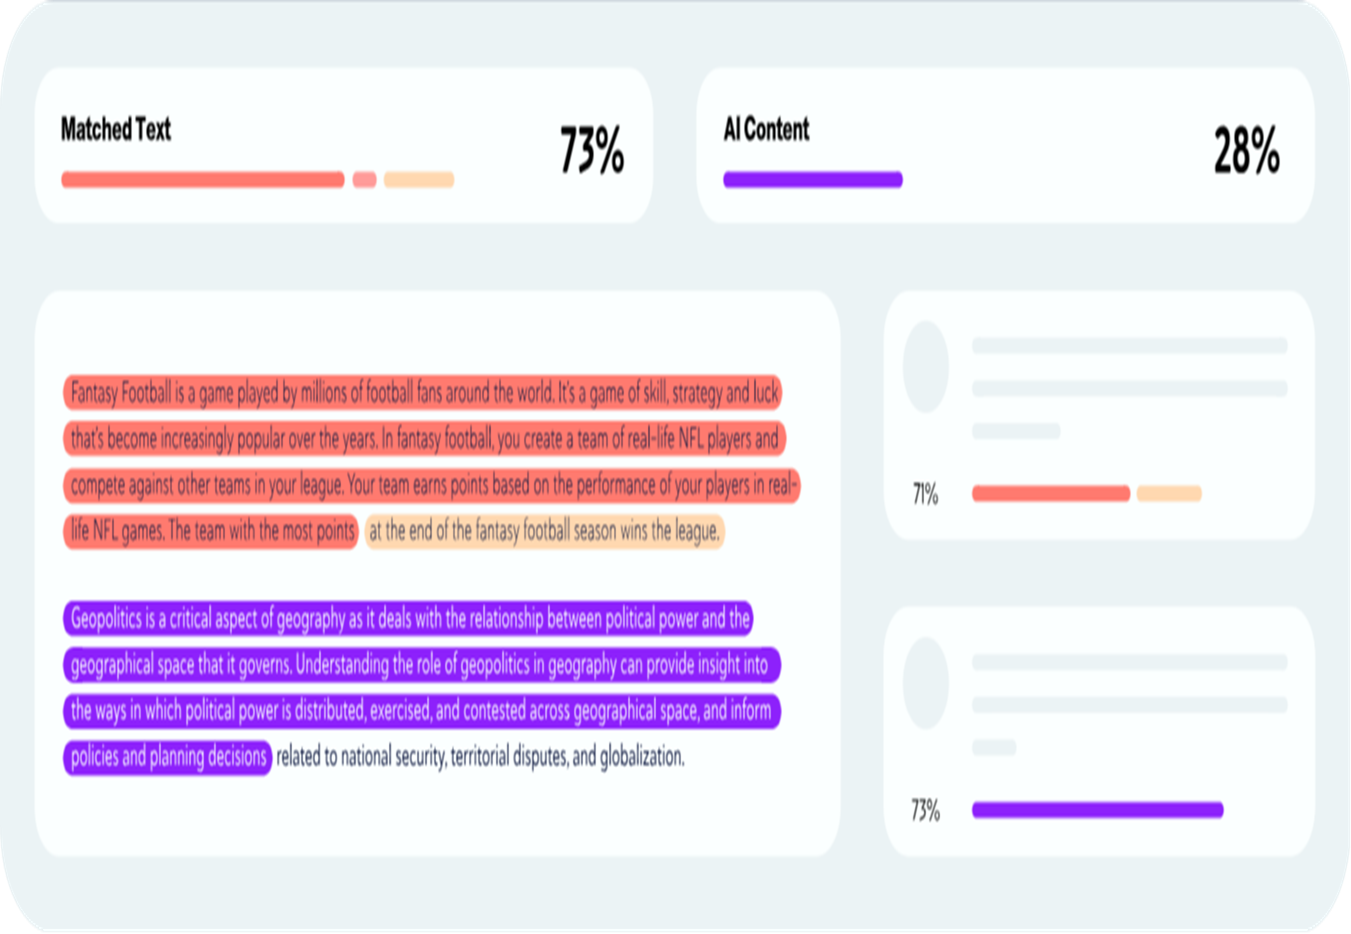 Matched Text
73%
AI Content
28%
Fantasy Football is a game played by millions of football fans around the world. It's a game of skill, strategy and luck
that's become increasingly popular over the years. In fantasy football, you create a team of real-life NFL players and
compete against other teams in your league. Your team earns points based on the performance of your players in real-
life NFL games. The team with the most points at the end of the fantasy football season wins the league.
Geopolitics is a critical aspect of geography as it deals with the relationship between political power and the
geographical space that it governs. Understanding the role of geopolitics in geography can provide insight into
the ways in which political power is distributed, exercised, and contested across geographical space, and inform
policies and planning decisions related to national security, territorial disputes, and globalization.
71%
73%